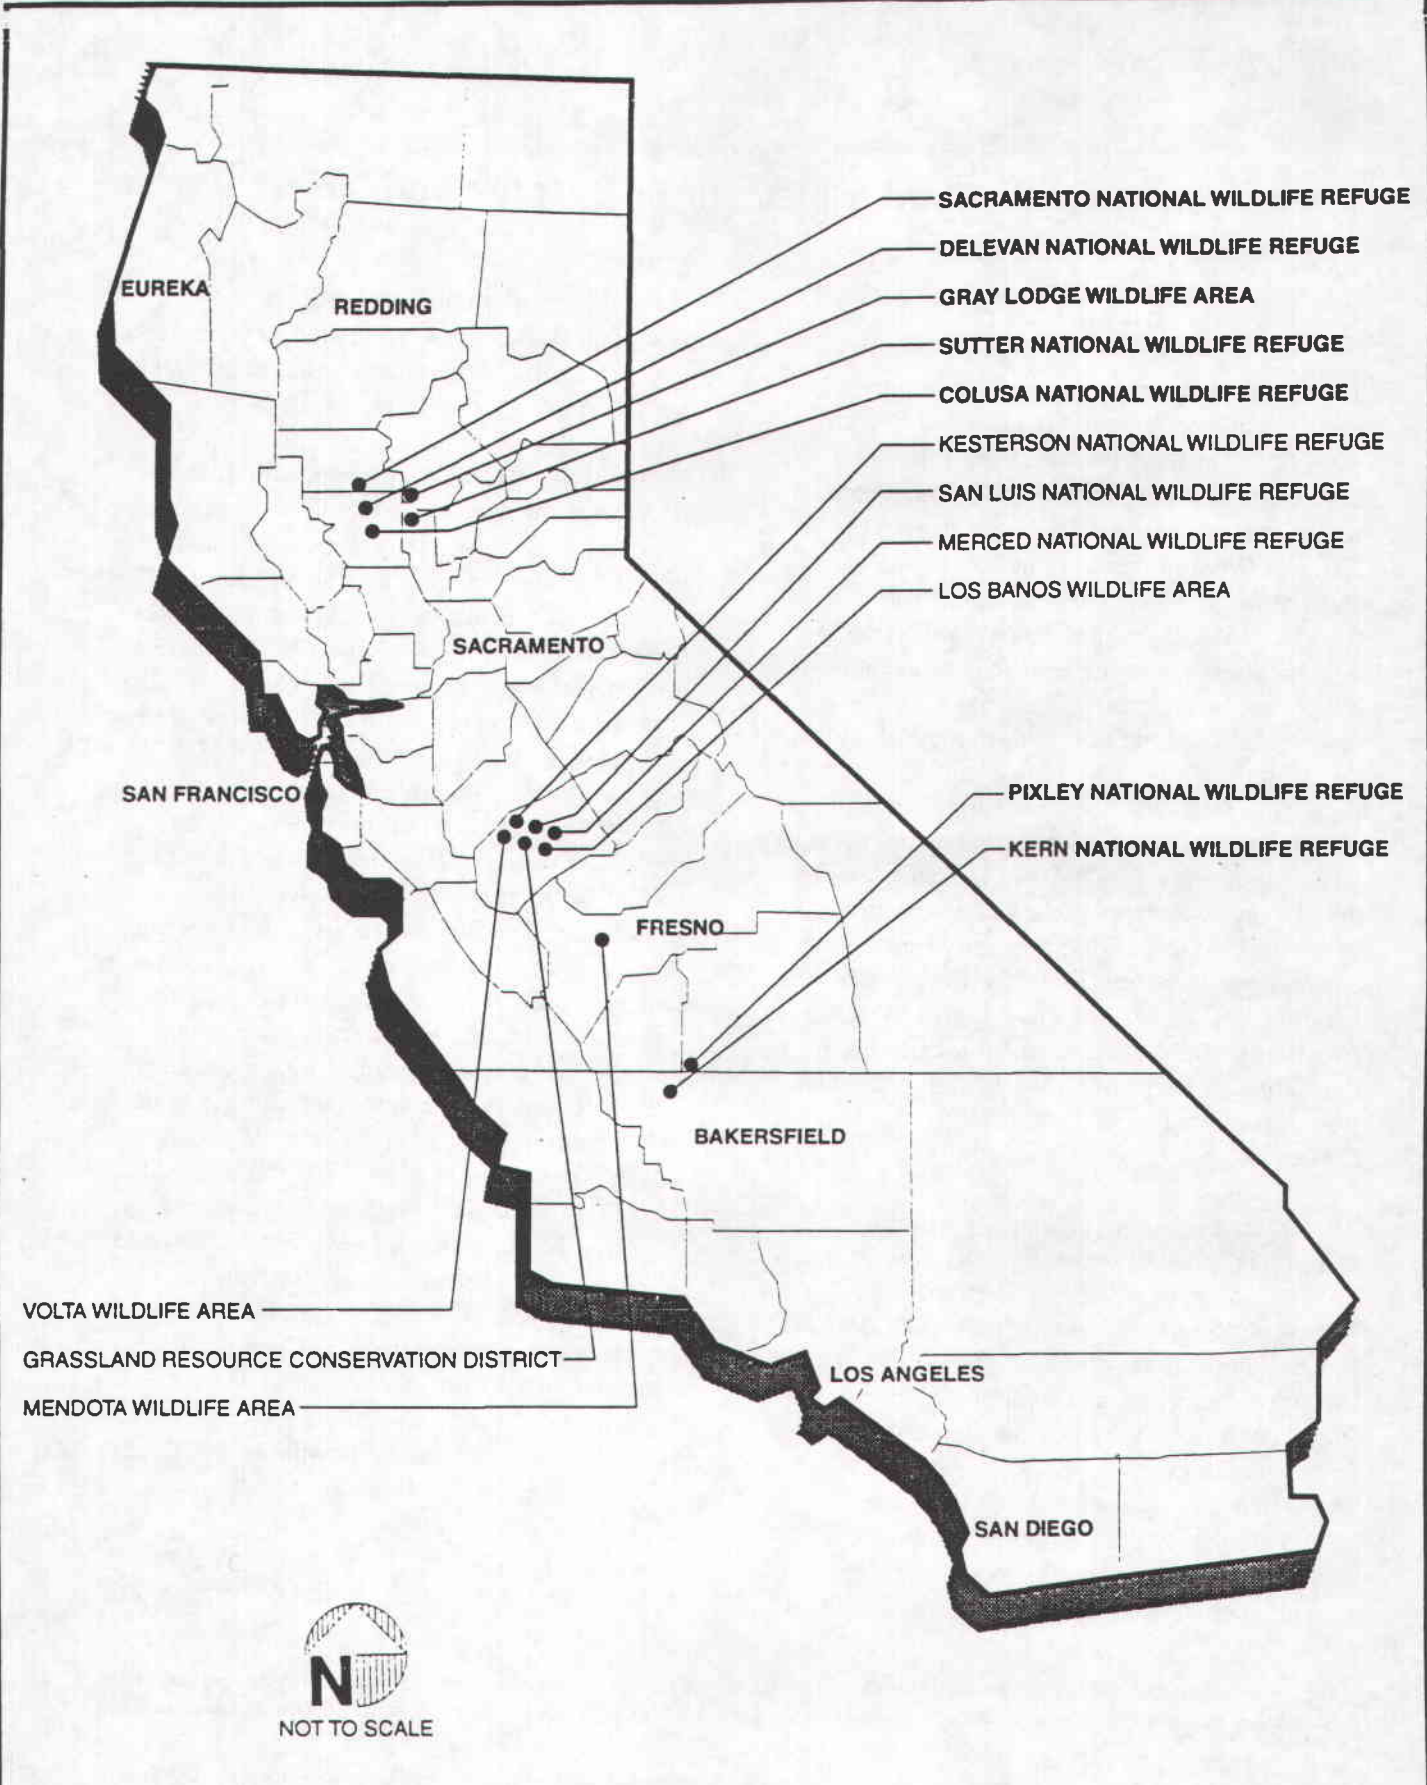 SACRAMENTO NATIONAL WILDLIFE REFUGE
DELEVAN NATIONAL WILDLIFE REFUGE
GRAY LODGE WILDLIFE AREA
EUREKA
REDDING
SUTTER NATIONAL WILDLIFE REFUGE
COLUSA NATIONAL WILDLIFE REFUGE
KESTERSON NATIONAL WILDLIFE REFUGE
SAN LUIS NATIONAL WILDLIFE REFUGE
MERCED NATIONAL WILDLIFE REFUGE
LOS BANOS WILDLIFE AREA
SACRAMENTO
SAN FRANCISCO
PIXLEY NATIONAL WILDLIFE REFUGE
KERN NATIONAL WILDLIFE REFUGE
FRESNO
BAKERSFIELD
VOLTA WILDLIFE AREA
GRASSLAND RESOURCE CONSERVATION DISTRICT
MENDOTA WILDLIFE AREA
LOS ANGELES
SAN DIEGO
N
NOT TO SCALE